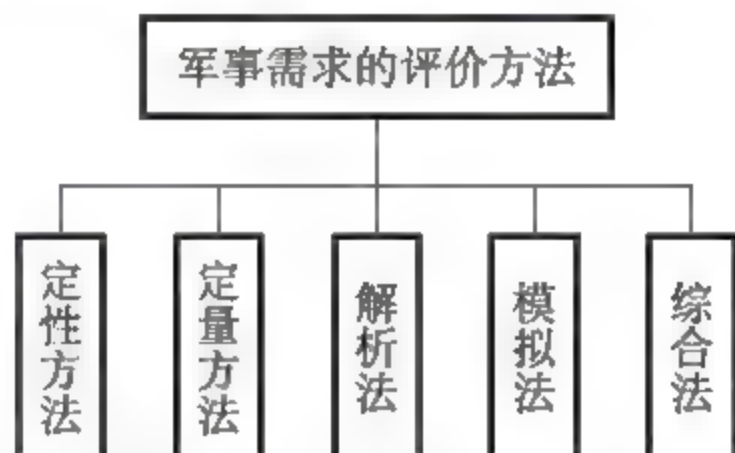 军事需求的评价方法
定性方法
定量方法
解析法
模拟法
综合法